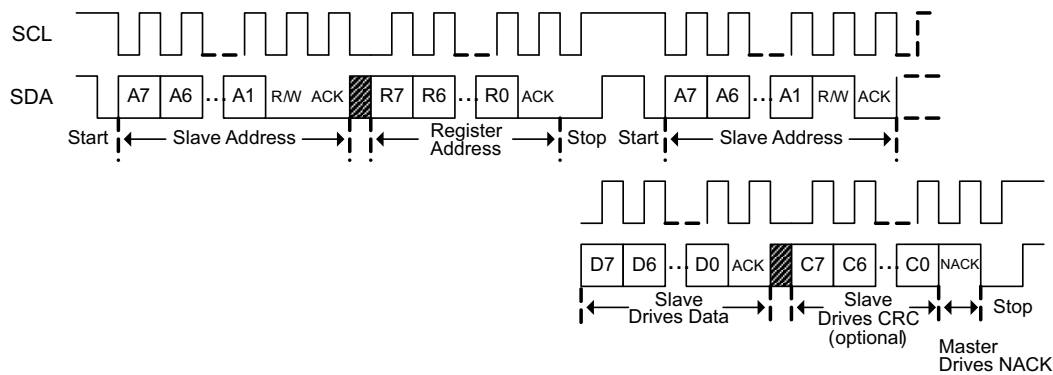 SCL
SDA A7 A6 ... A1 R/W ACK R7 R6 ... R0 ACK A7 A6 ... A1 R/W ACK
Start Slave Address Register Address Stop Start Slave Address
D7 D6 ... D0 ACK C7 C6 ... C0 NACK
Slave Drives Data Slave Drives CRC (optional) Stop
Master Drives NACK